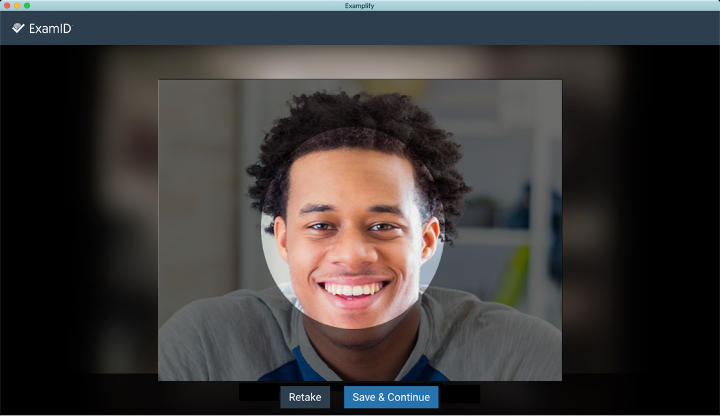 Examplify
ExamID
Retake
Save & Continue